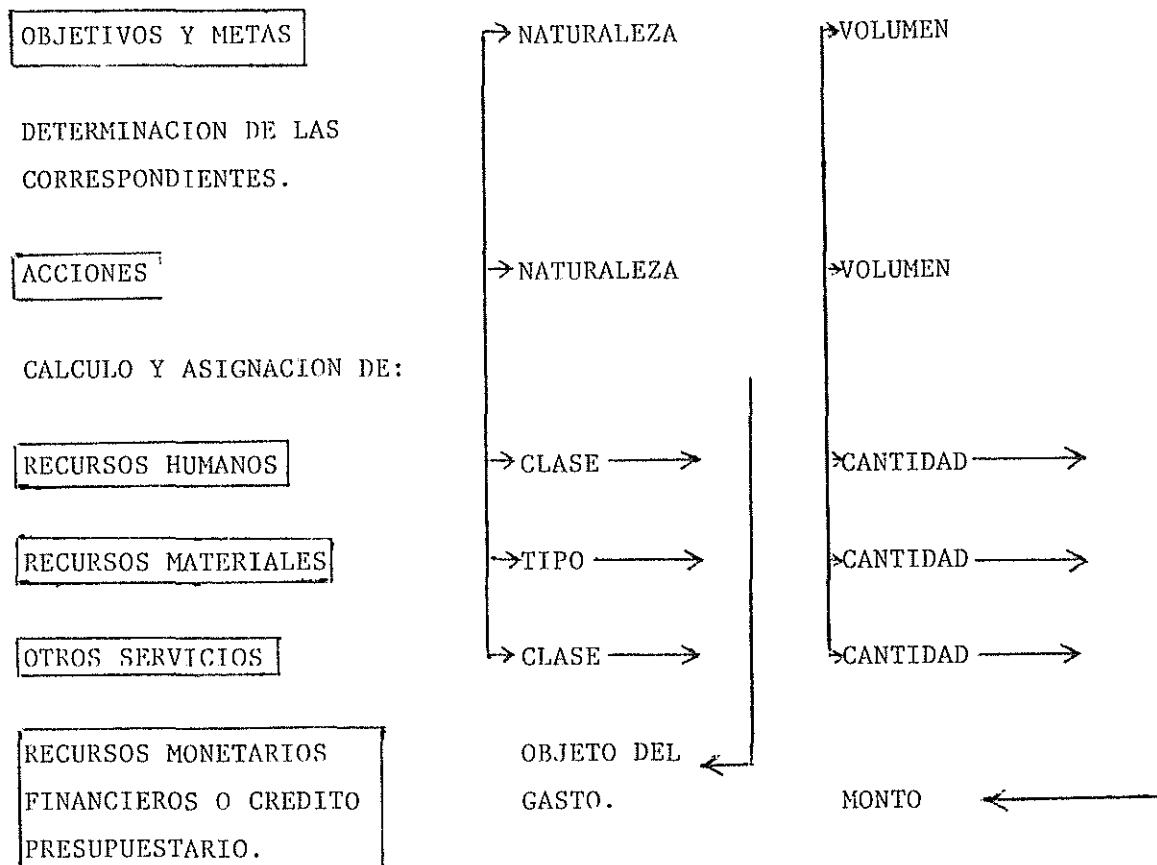 OBJETIVOS Y METAS NATURALEZA VOLUMEN
DETERMINACION DE LAS
CORRESPONDIENTES.
ACCIONES NATURALEZA VOLUMEN
CALCULO Y ASIGNACION DE:
RECURSOS HUMANOS CLASE CANTIDAD
RECURSOS MATERIALES TIPO CANTIDAD
OTROS SERVICIOS CLASE CANTIDAD
RECURSOS MONETARIOS OBJETO DEL
FINANCIEROS O CREDITO GASTO. MONTO
PRESUPUESTARIO.